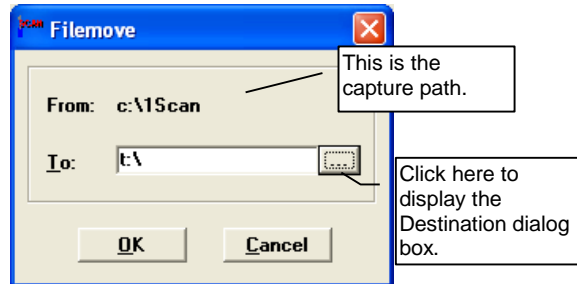 SCAN Filemove
This is the
capture path.
From: c:\1Scan
To: t:\ ...
Click here to
display the
Destination dialog
box.
OK Cancel